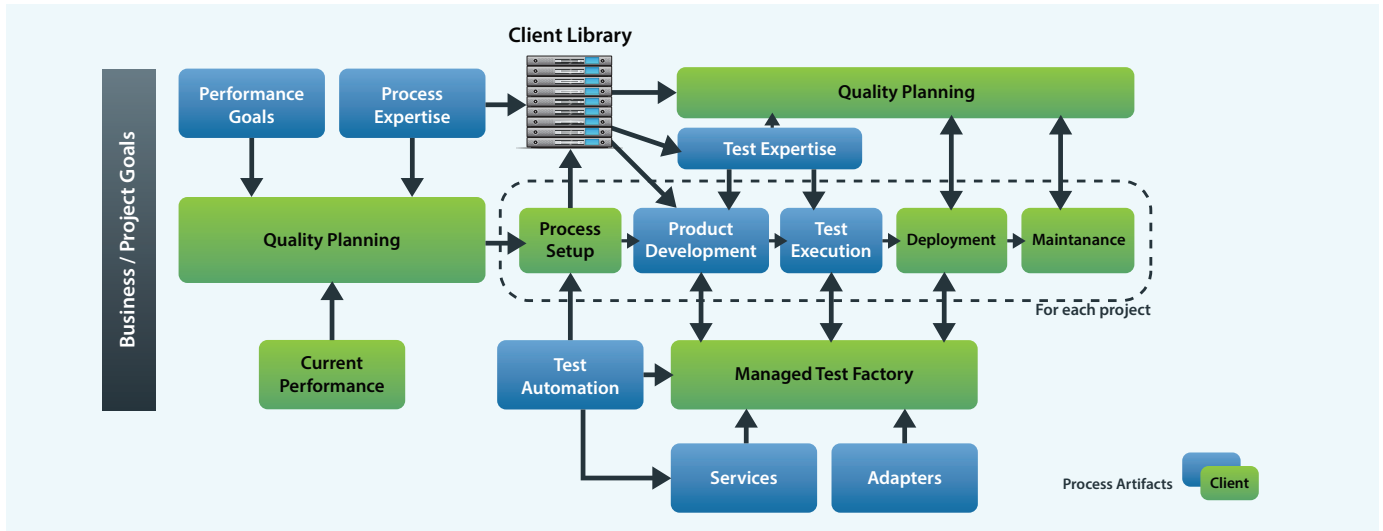 Client Library
Business / Project Goals
Performance
Goals
Process
Expertise
Quality Planning
Test Expertise
Quality Planning
Process
Setup
Product
Development
Test
Execution
Deployment
Maintanance
For each project
Current
Performance
Test
Automation
Managed Test Factory
Services
Adapters
Process Artifacts
Client